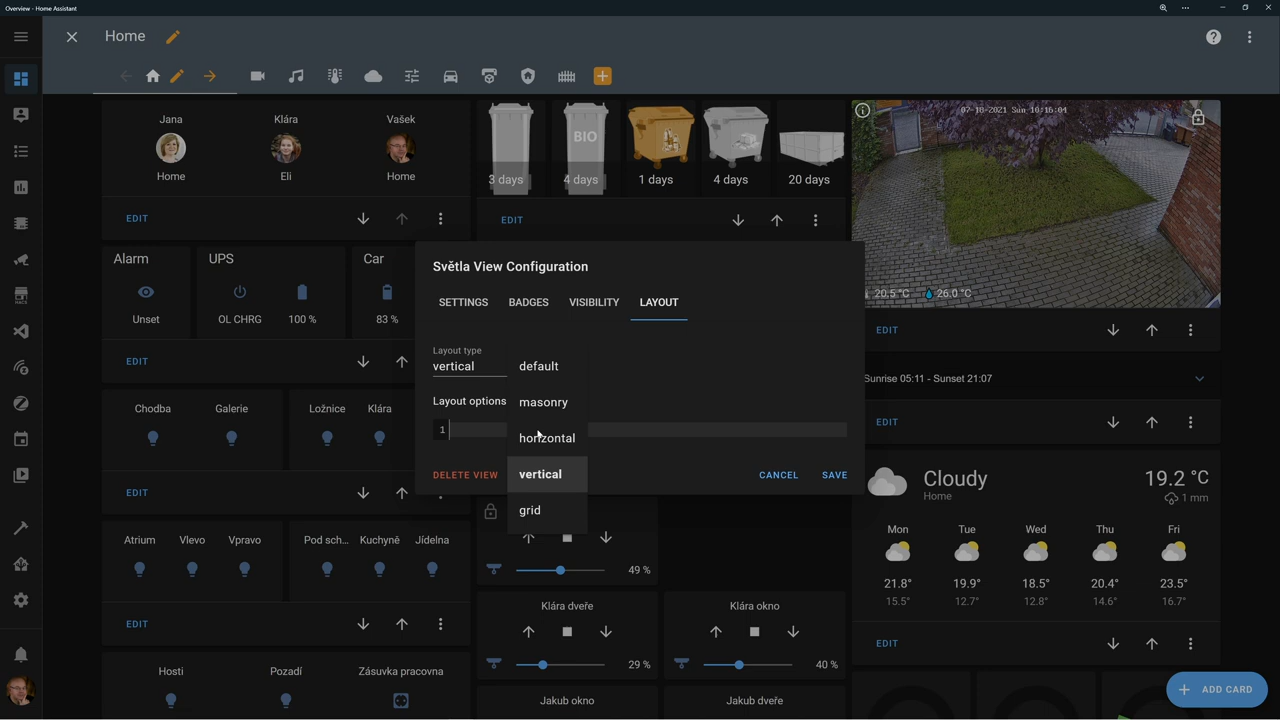 Overview - Home Assistant
Home
Jana
Klára
Vašek
Home
Eli
Home
EDIT
BIO
3 days
4 days
1 days
4 days
20 days
EDIT
07-18-2021 Sun 10:15:04
20.5 °C
26.0 °C
EDIT
Alarm
UPS
Car
Unset
OL CHRG
100 %
83 %
EDIT
Světla View Configuration
SETTINGS
BADGES
VISIBILITY
LAYOUT
Layout type
vertical
default
masonry
horizontal
vertical
grid
Layout options
1
DELETE VIEW
CANCEL
SAVE
Sunrise 05:11 - Sunset 21:07
EDIT
Chodba
Galerie
Ložnice
Klára
EDIT
Cloudy
Home
19.2 °C
1 mm
Mon
Tue
Wed
Thu
Fri
21.8°
19.9°
18.5°
20.4°
23.5°
15.5°
12.7°
12.8°
14.6°
16.7°
EDIT
Atrium
Vlevo
Vpravo
Pod sch...
Kuchyně
Jídelna
EDIT
49 %
Klára dveře
Klára okno
29 %
40 %
Hosti
Pozadí
Zásuvka pracovna
Jakub okno
Jakub dveře
ADD CARD
HACS